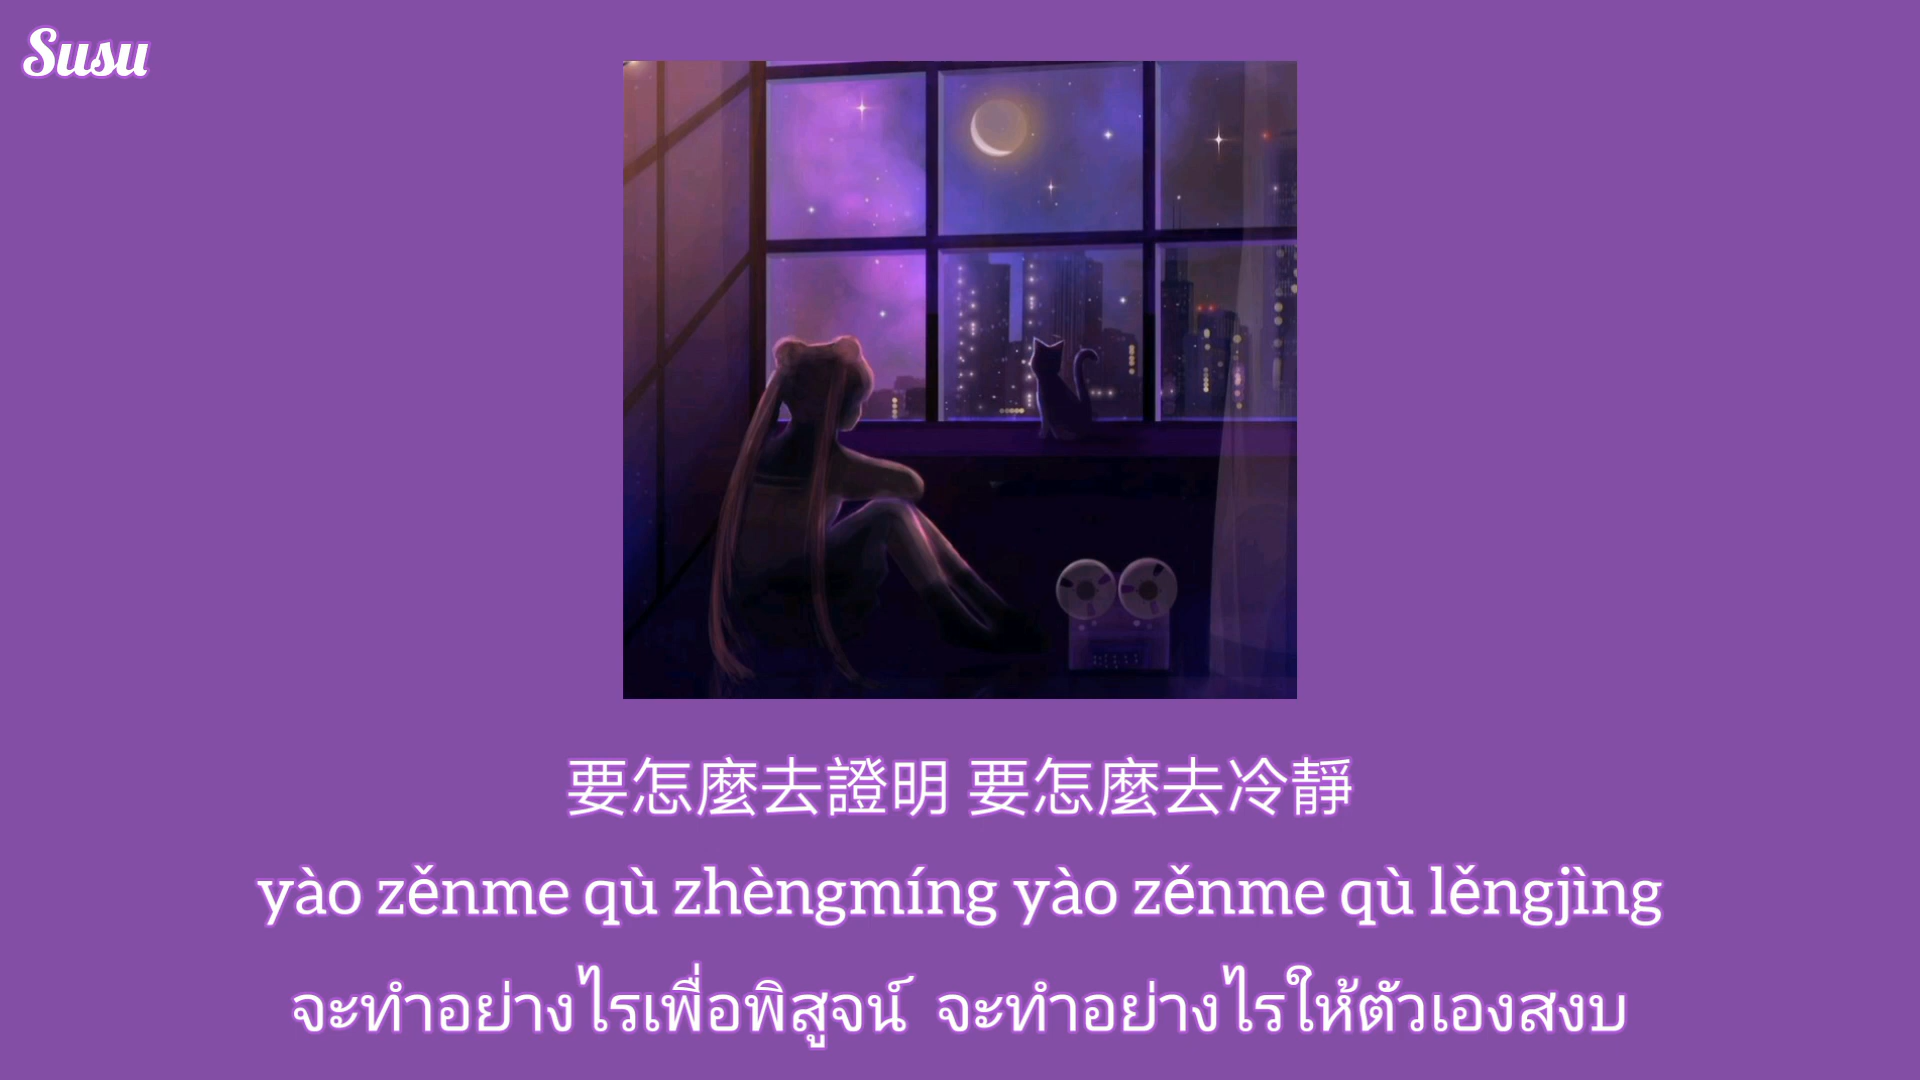 Susu
要怎麼去證明 要怎麼去冷靜
yào zěnme qù zhèngmíng yào zěnme qù lěngjìng
จะทำอย่างไรเพื่อพิสูจน์ จะทำอย่างไรให้ตัวเองสงบ